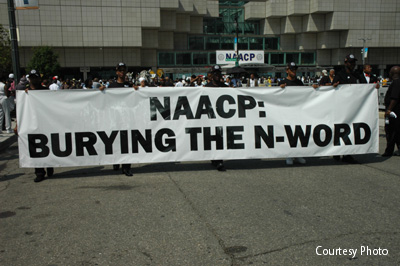 NAACP
NAACP:
BURYING THE N-WORD
Courtesy Photo